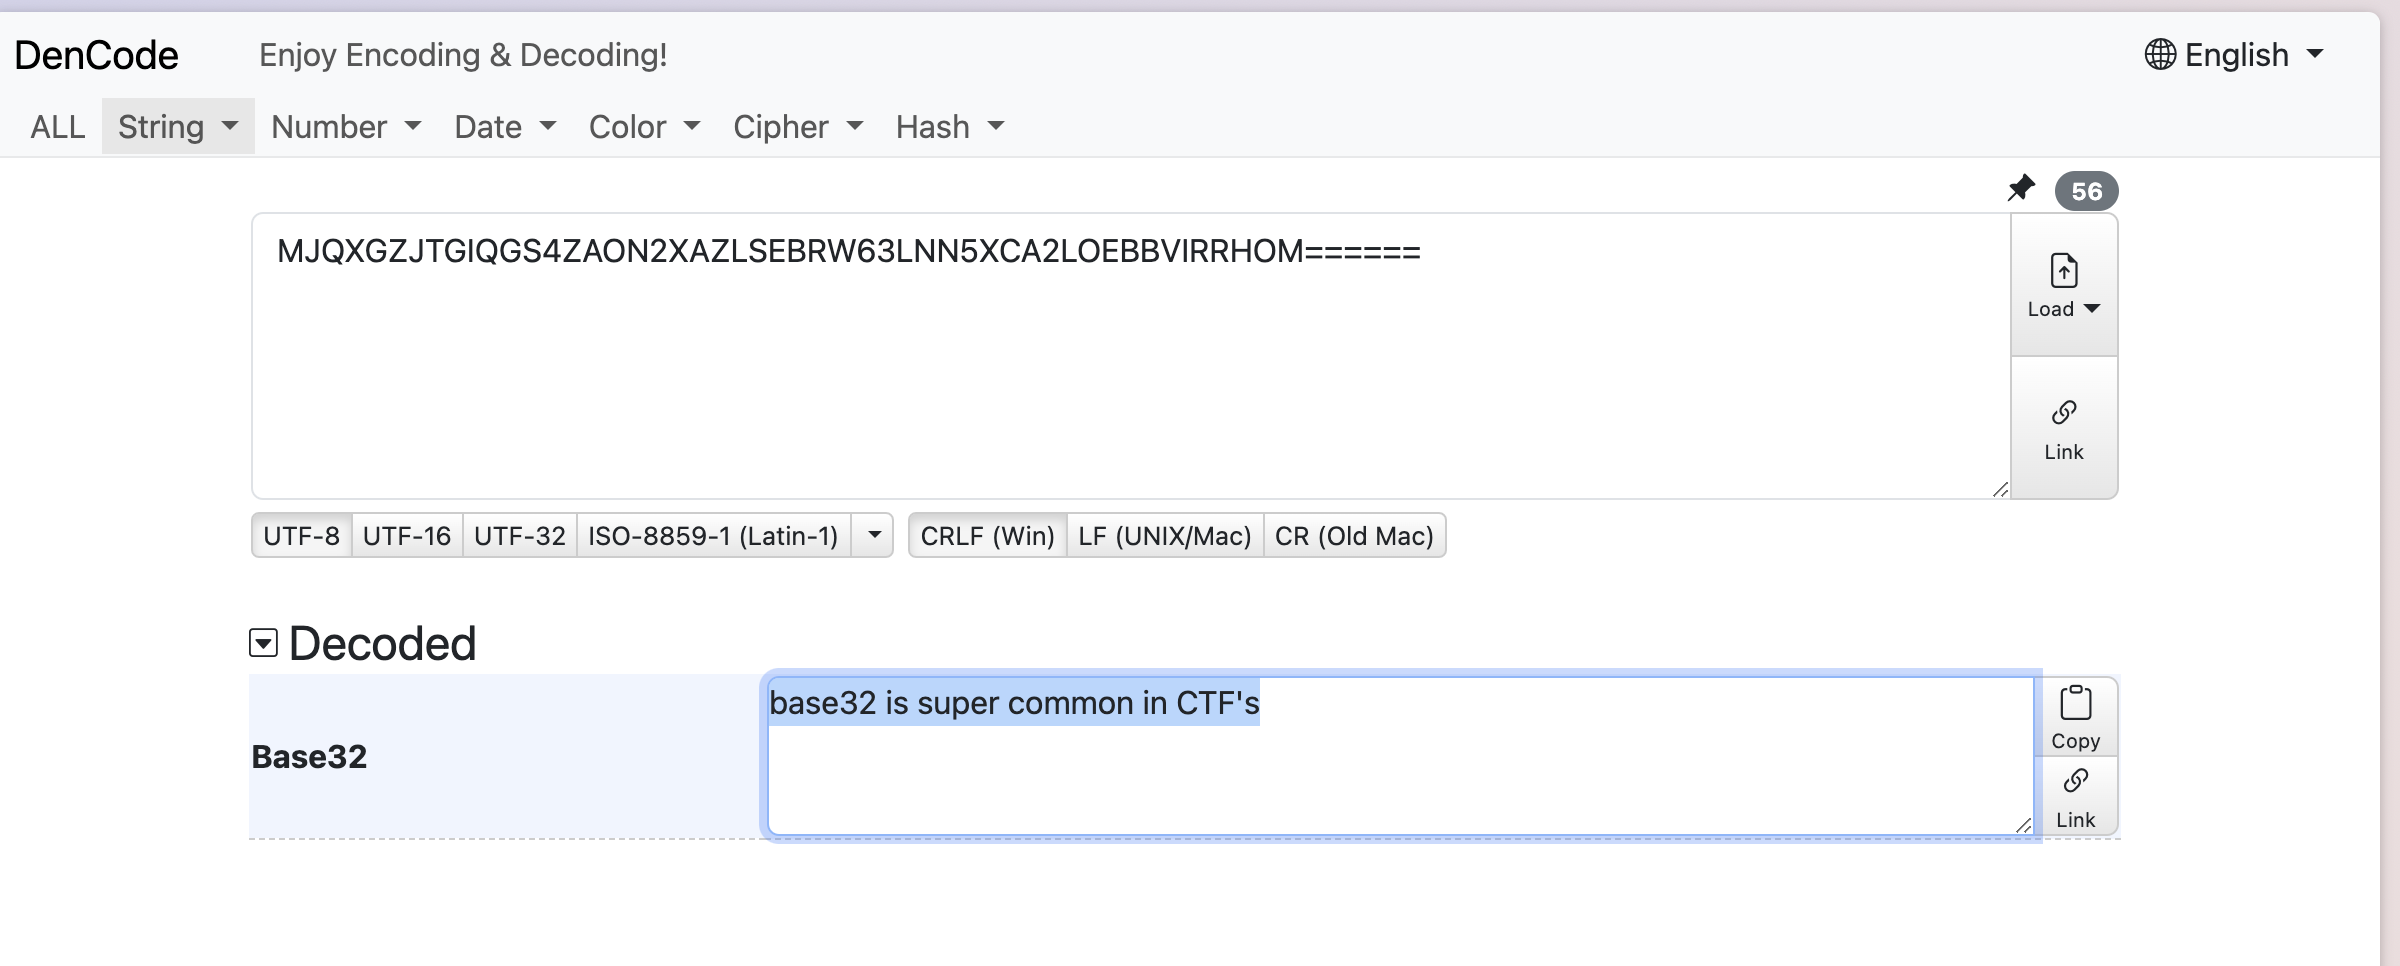 DenCode Enjoy Encoding & Decoding! English
ALL String Number Date Color Cipher Hash
56
MJQXGZJTGIQGS4ZAON2XAZLSEBRW63LNN5XCA2LOEBBVIRRHOM======
Load
Link
UTF-8 UTF-16 UTF-32 ISO-8859-1 (Latin-1) CRLF (Win) LF (UNIX/Mac) CR (Old Mac)
Decoded
Base32
base32 is super common in CTF's
Copy
Link